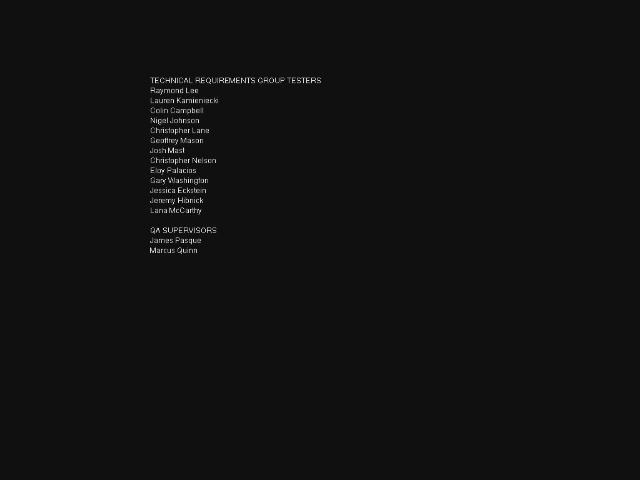 TECHNICAL REQUIREMENTS GROUP TESTERS
Raymond Lee
Lauren Kamieniecki
Colin Campbell
Nigel Johnson
Christopher Lane
Geoffrey Mason
Josh Mast
Christopher Nelson
Eloy Palacios
Gary Washington
Jessica Eckstein
Jeremy Hibnick
Lana McCarthy
QA SUPERVISORS
James Pasque
Marcus Quinn